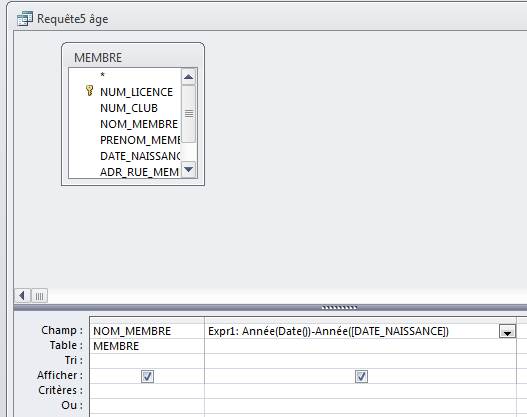 Requête5 âge
MEMBRE
*
NUM_LICENCE
NUM_CLUB
NOM_MEMBRE
PRENOM_MEME
DATE_NAISSANC
ADR_RUE_MEM
Champ : NOM_MEMBRE Expr1: Année(Date())-Année([DATE_NAISSANCE])
Table : MEMBRE
Tri :
Afficher :
Critères :
Ou :